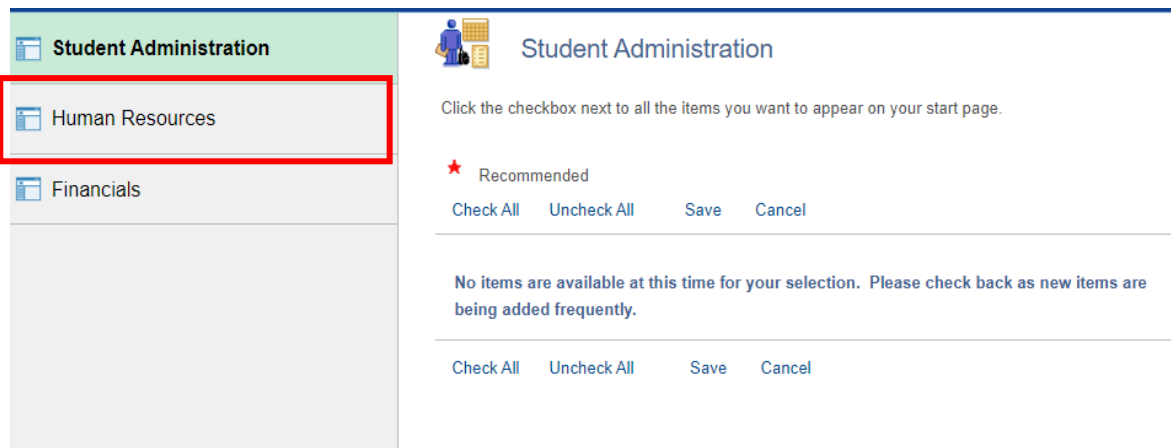 Student Administration
Human Resources
Financials
Student Administration
Click the checkbox next to all the items you want to appear on your start page.
Recommended
Check All Uncheck All Save Cancel
No items are available at this time for your selection. Please check back as new items are
being added frequently.
Check All Uncheck All Save Cancel